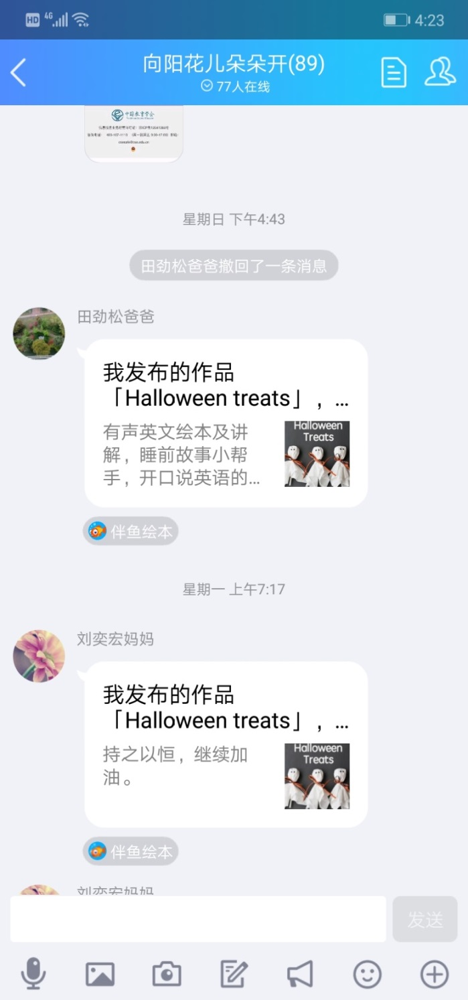 HD 4G 4:23
向阳花儿朵朵开(89)
77人在线
中国教育学会
星期日 下午4:43
田劲松爸爸撤回了一条消息
田劲松爸爸
我发布的作品
「Halloween treats」，...
有声英文绘本及讲
解，睡前故事小帮
手，开口说英语的...
Halloween
Treats
伴鱼绘本
星期一 上午7:17
刘奕宏妈妈
我发布的作品
「Halloween treats」，...
持之以恒，继续加
油。
Halloween
Treats
伴鱼绘本
刘奕宏妈妈
发送